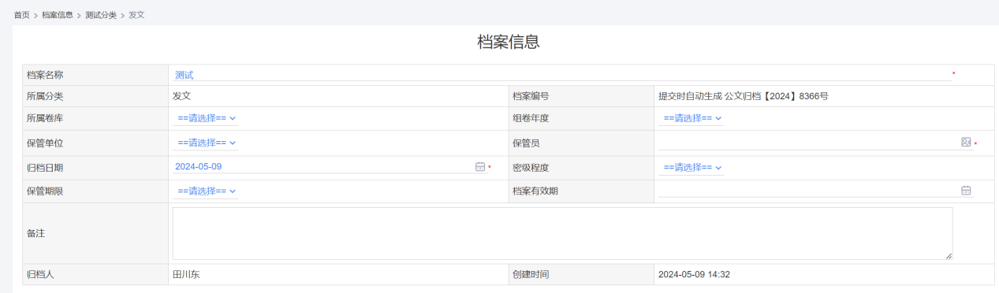 首页 > 档案信息 > 测试分类 > 发文
档案信息
档案名称 测试 *
所属分类 发文 档案编号 提交时自动生成 公文归档【2024】8366号
所属卷库 ==请选择== 组卷年度 ==请选择==
保管单位 ==请选择== 保管员 *
归档日期 2024-05-09 * 密级程度 ==请选择==
保管期限 ==请选择== 档案有效期
备注
归档人 田川东 创建时间 2024-05-09 14:32